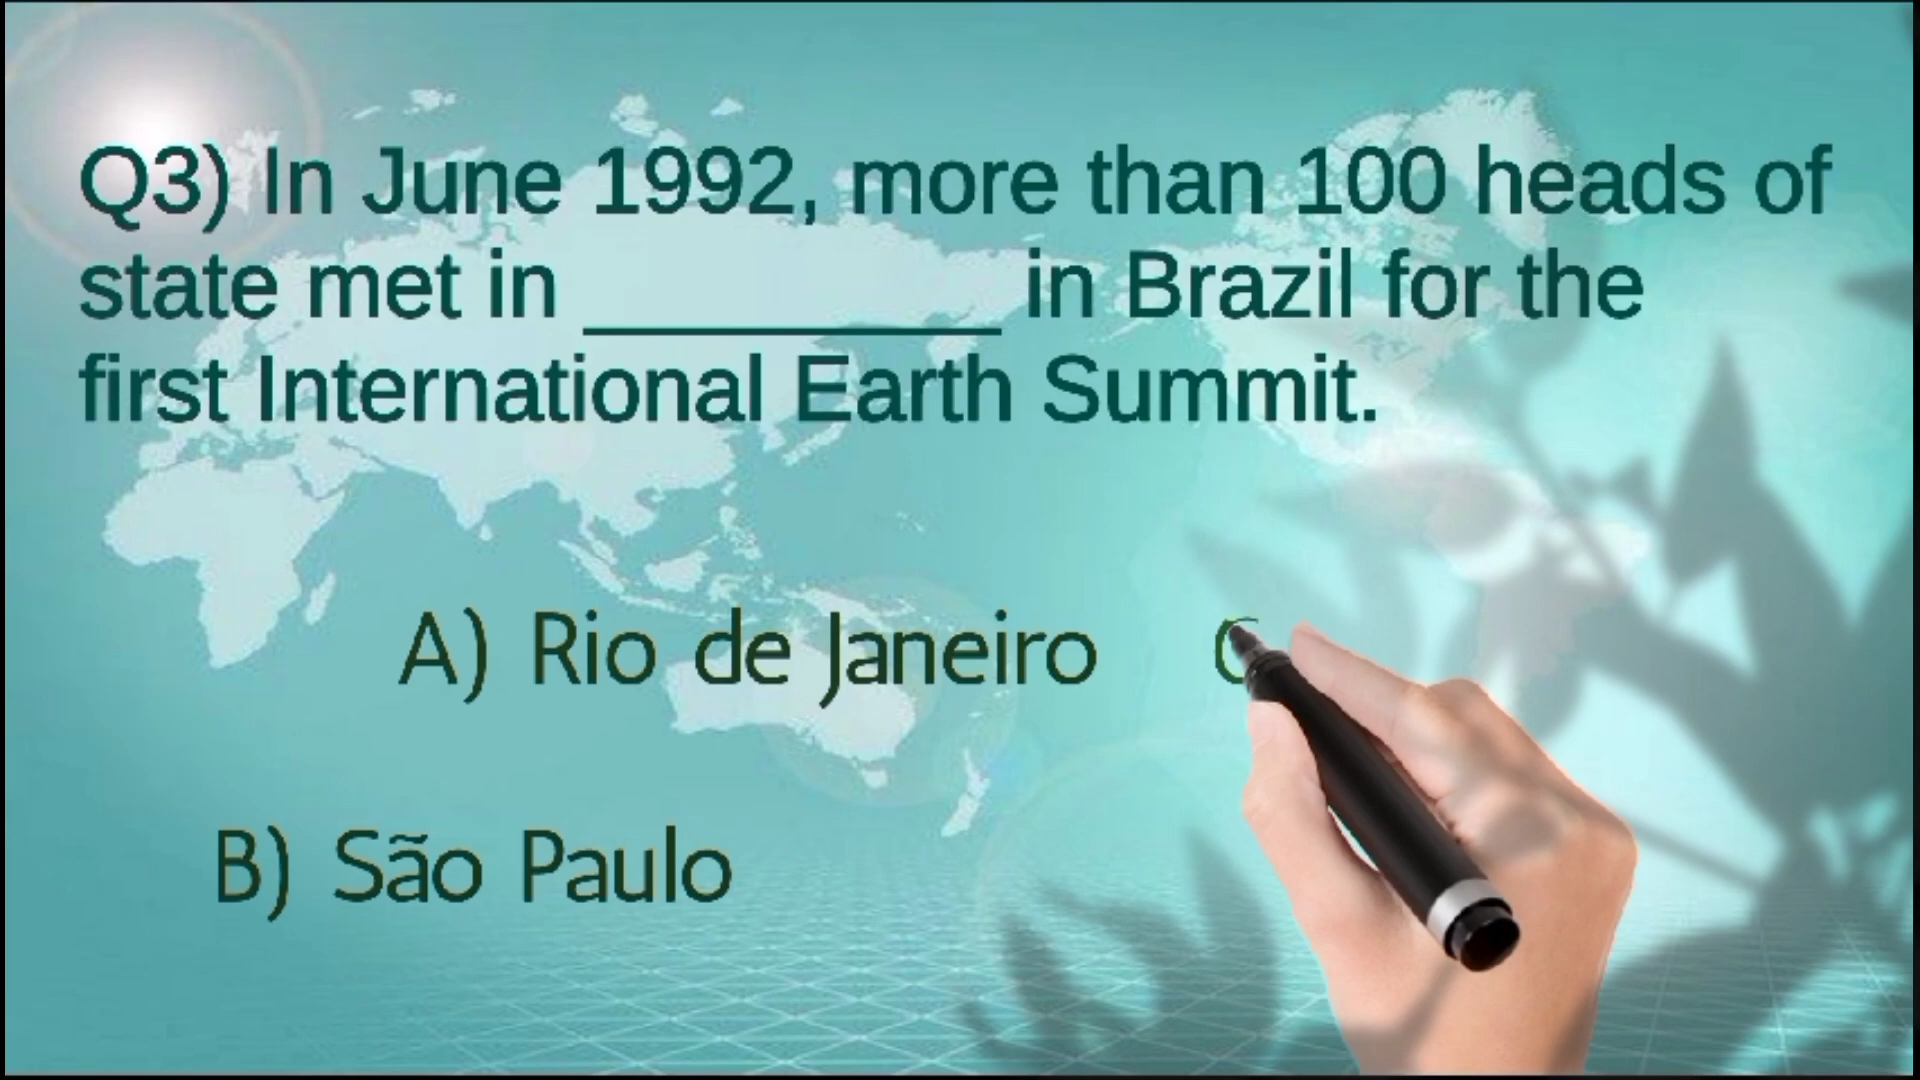 Q3) In June 1992, more than 100 heads of
state met in ____________ in Brazil for the
first International Earth Summit.
A) Rio de Janeiro C
B) São Paulo